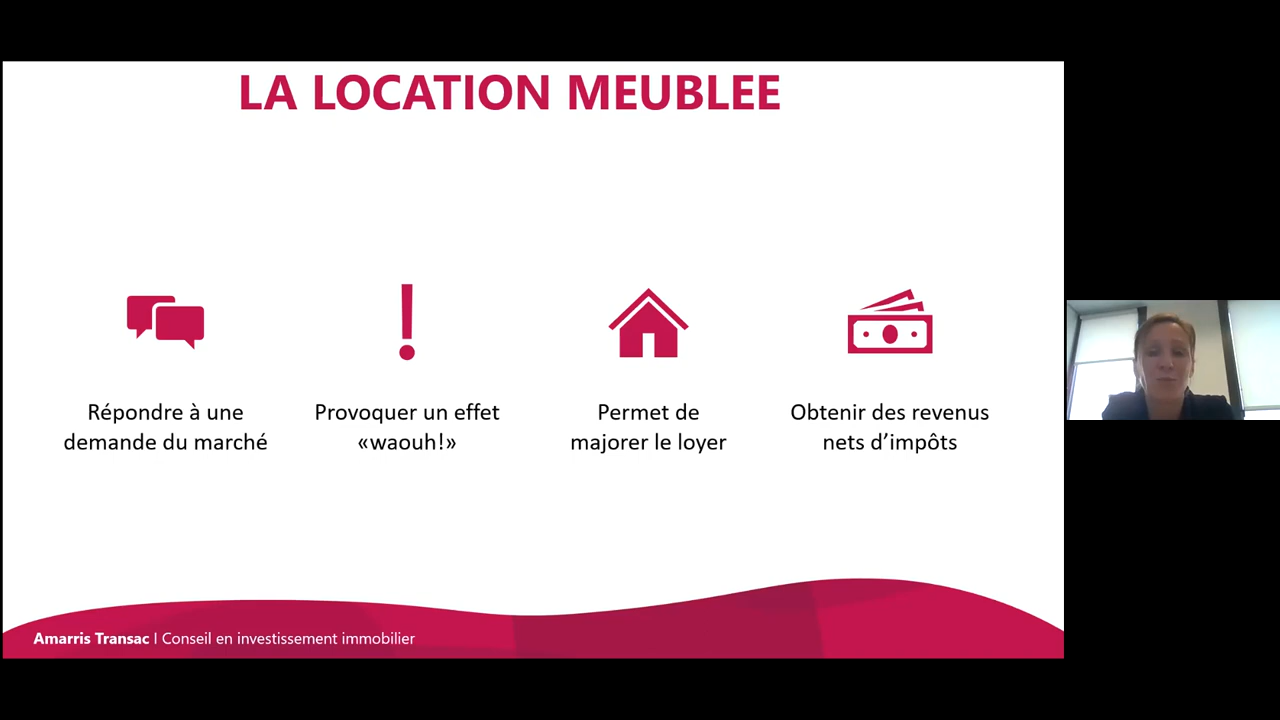 LA LOCATION MEUBLEE
Répondre à une
demande du marché
Provoquer un effet
«waouh!»
Permet de
majorer le loyer
Obtenir des revenus
nets d’impôts
Amarris Transac I Conseil en investissement immobilier